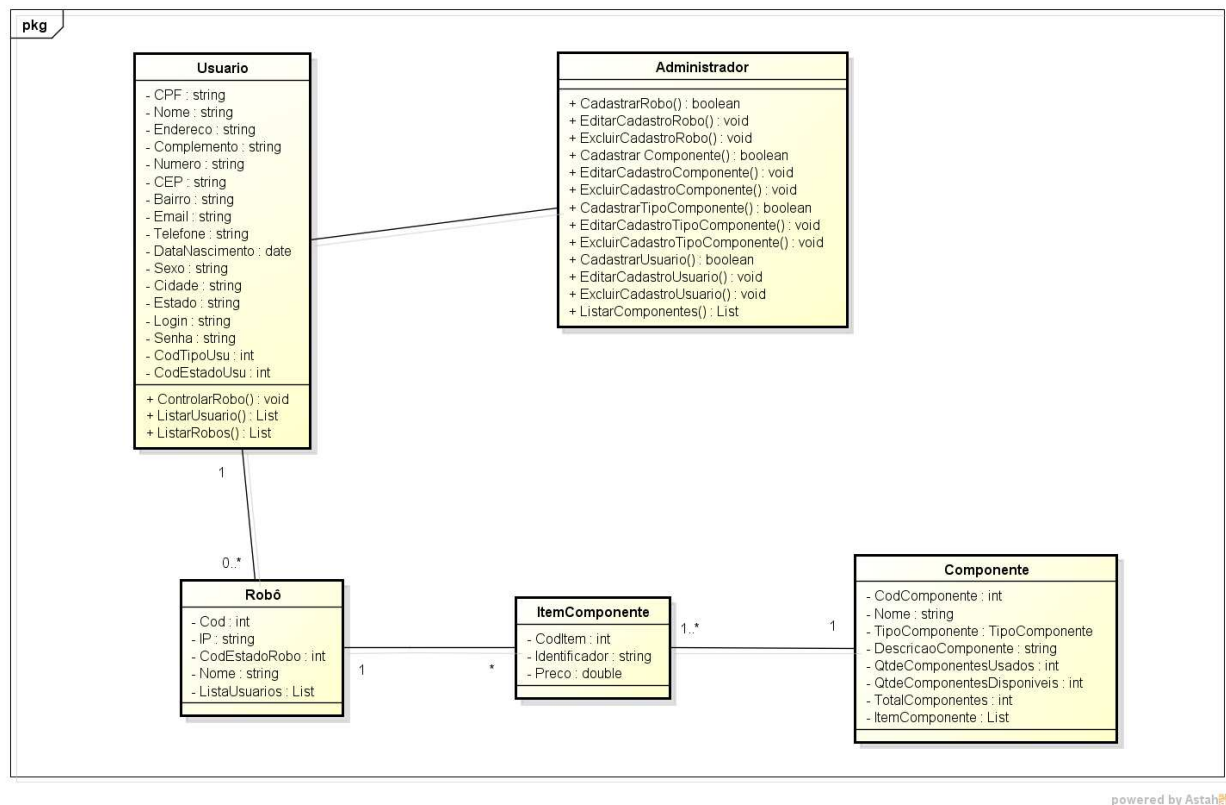 pkg
Usuario
- CPF : string
- Nome : string
- Endereco : string
- Complemento : string
- Numero : string
- CEP : string
- Bairro : string
- Email : string
- Telefone : string
- DataNascimento : date
- Sexo : string
- Cidade : string
- Estado : string
- Login : string
- Senha : string
- CodTipoUsu : int
- CodEstadoUsu : int
+ ControlarRobo() : void
+ ListarUsuario() : List
+ ListarRobos() : List
Administrador
+ CadastrarRobo() : boolean
+ EditarCadastroRobo() : void
+ ExcluirCadastroRobo() : void
+ Cadastrar Componente() : boolean
+ EditarCadastroComponente() : void
+ ExcluirCadastroComponente() : void
+ CadastrarTipoComponente() : boolean
+ EditarCadastroTipoComponente() : void
+ ExcluirCadastroTipoComponente() : void
+ CadastrarUsuario() : boolean
+ EditarCadastroUsuario() : void
+ ExcluirCadastroUsuario() : void
+ ListarComponentes() : List
1
0..*
Robô
- Cod : int
- IP : string
- CodEstadoRobo : int
- Nome : string
- ListaUsuarios : List
1
*
ItemComponente
- CodItem : int
- Identificador : string
- Preco : double
1..*
1
Componente
- CodComponente : int
- Nome : string
- TipoComponente : TipoComponente
- DescricaoComponente : string
- QtdeComponentesUsados : int
- QtdeComponentesDisponiveis : int
- TotalComponentes : int
- ItemComponente : List
powered by Astah